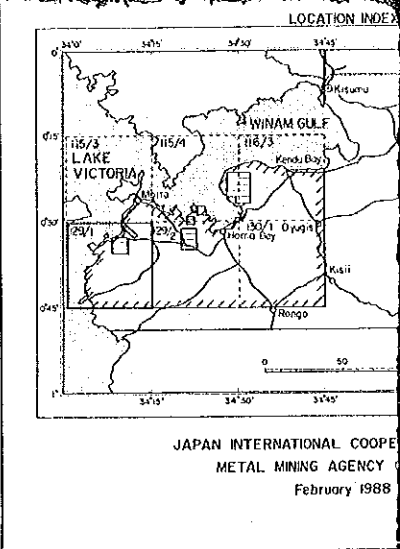 LOCATION INDEX
34°0' 34°15' 34°30' 34°45'
0°
Kisumu
WINAM GULF
0°15'
115/3 115/4 116/3
LAKE
VICTORIA
Kendu Bay
Mbita
0°30'
129/1 129/2 130/1 Oyugis
Homa Bay
Kisii
0°45'
Rongo
0 50
1°
34°15' 34°30' 34°45'
JAPAN INTERNATIONAL COOPE
METAL MINING AGENCY
February 1988